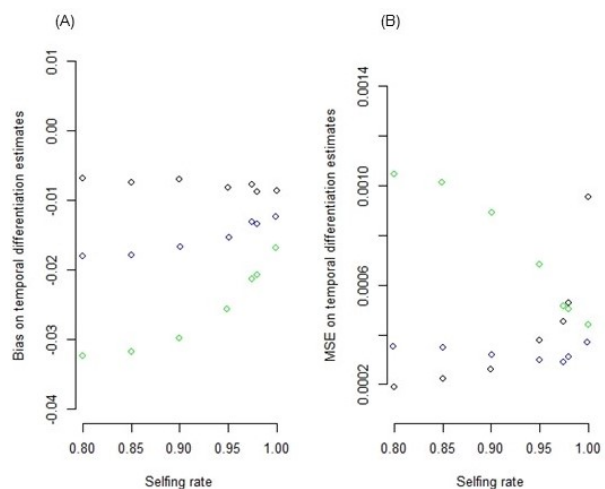 (A)
Bias on temporal differentiation estimates
0.01
0.00
-0.01
-0.02
-0.03
-0.04
0.80 0.85 0.90 0.95 1.00
Selfing rate
(B)
MSE on temporal differentiation estimates
0.0014
0.0010
0.0006
0.0002
0.80 0.85 0.90 0.95 1.00
Selfing rate